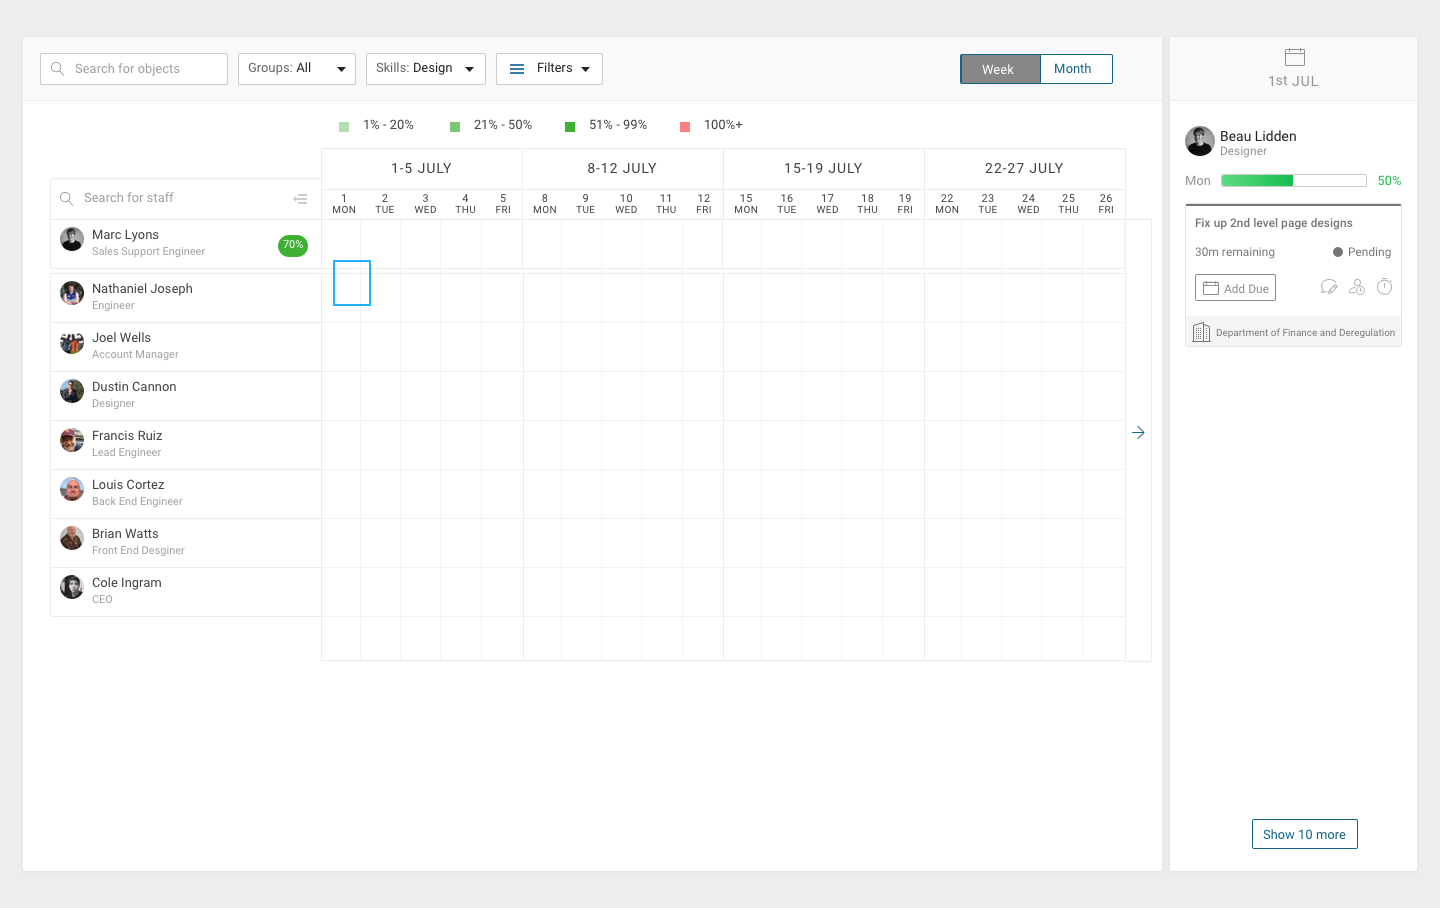 Search for objects
Groups: All
Skills: Design
Filters
Week
Month
1% - 20%
21% - 50%
51% - 99%
100%+
1-5 JULY
8-12 JULY
15-19 JULY
22-27 JULY
Search for staff
1 2 3 4 5 8 9 10 11 12 15 16 17 18 19 22 23 24 25 26
MON TUE WED THU FRI MON TUE WED THU FRI MON TUE WED THU FRI MON TUE WED THU FRI
Marc Lyons
Sales Support Engineer
70%
Nathaniel Joseph
Engineer
Joel Wells
Account Manager
Dustin Cannon
Designer
Francis Ruiz
Lead Engineer
Louis Cortez
Back End Engineer
Brian Watts
Front End Desginer
Cole Ingram
CEO
1st JUL
Beau Lidden
Designer
Mon
50%
Fix up 2nd level page designs
30m remaining
Pending
Add Due
Department of Finance and Deregulation
Show 10 more